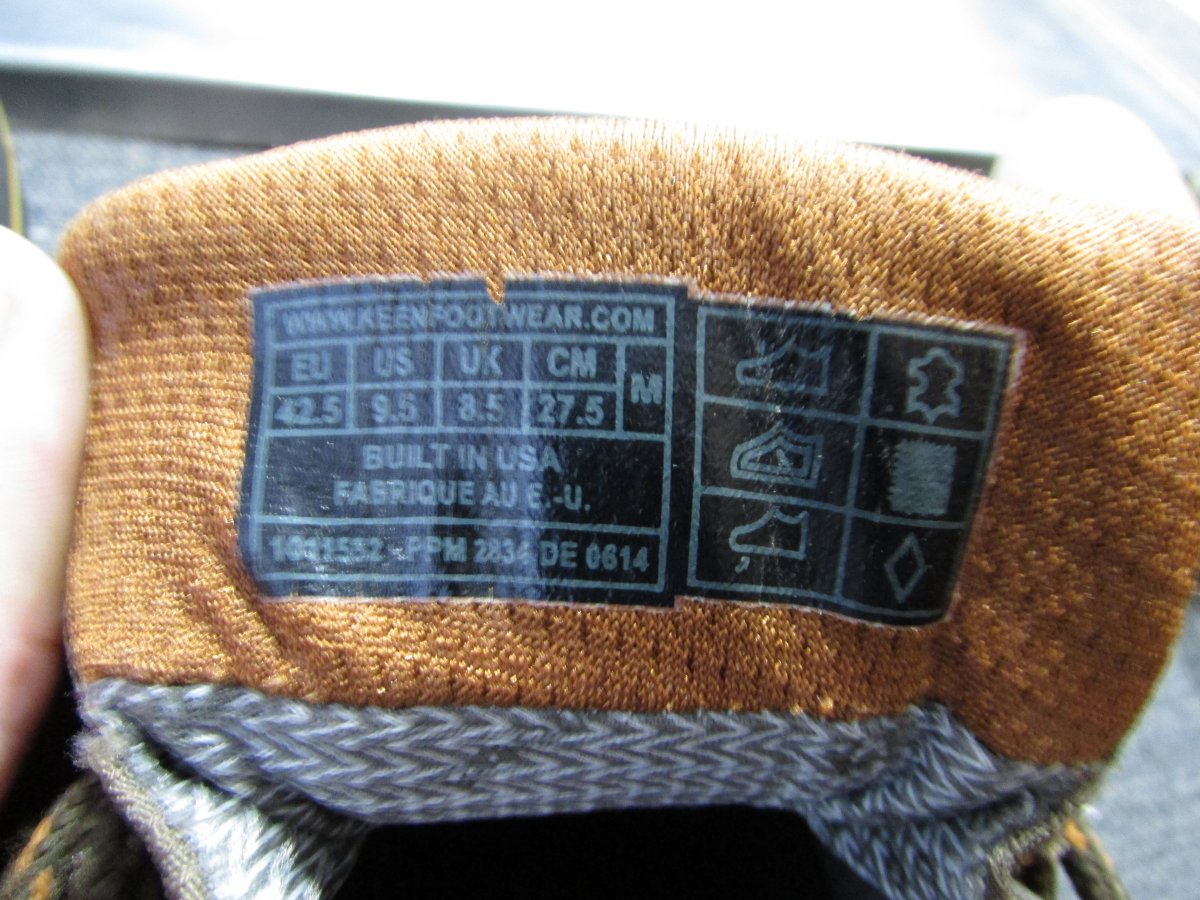 WWW.KEENFOOTWEAR.COM
EU US UK CM M
42.5 9.5 8.5 27.5
BUILT IN USA
FABRIQUE AU E.-U.
PPM DE 0614